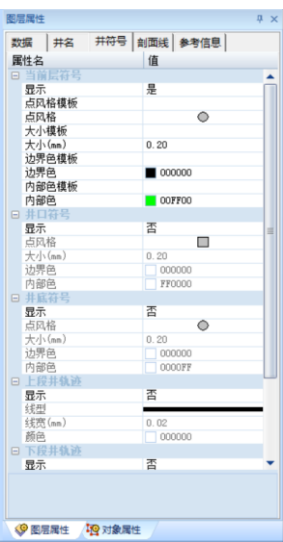 图层属性
数据 井名 井符号 剖面线 参考信息
属性名 值
当前层符号
显示 是
点风格模板
点风格
大小模板
大小(mm) 0.20
边界色模板
边界色 000000
内部色模板
内部色 00FF00
井口符号
显示 否
点风格
大小(mm) 0.20
边界色 000000
内部色 FF0000
井底符号
显示 否
点风格
大小(mm) 0.20
边界色 000000
内部色 0000FF
上段井轨迹
显示 否
线型
线宽(mm) 0.02
颜色 000000
下段井轨迹
显示 否
图层属性 对象属性